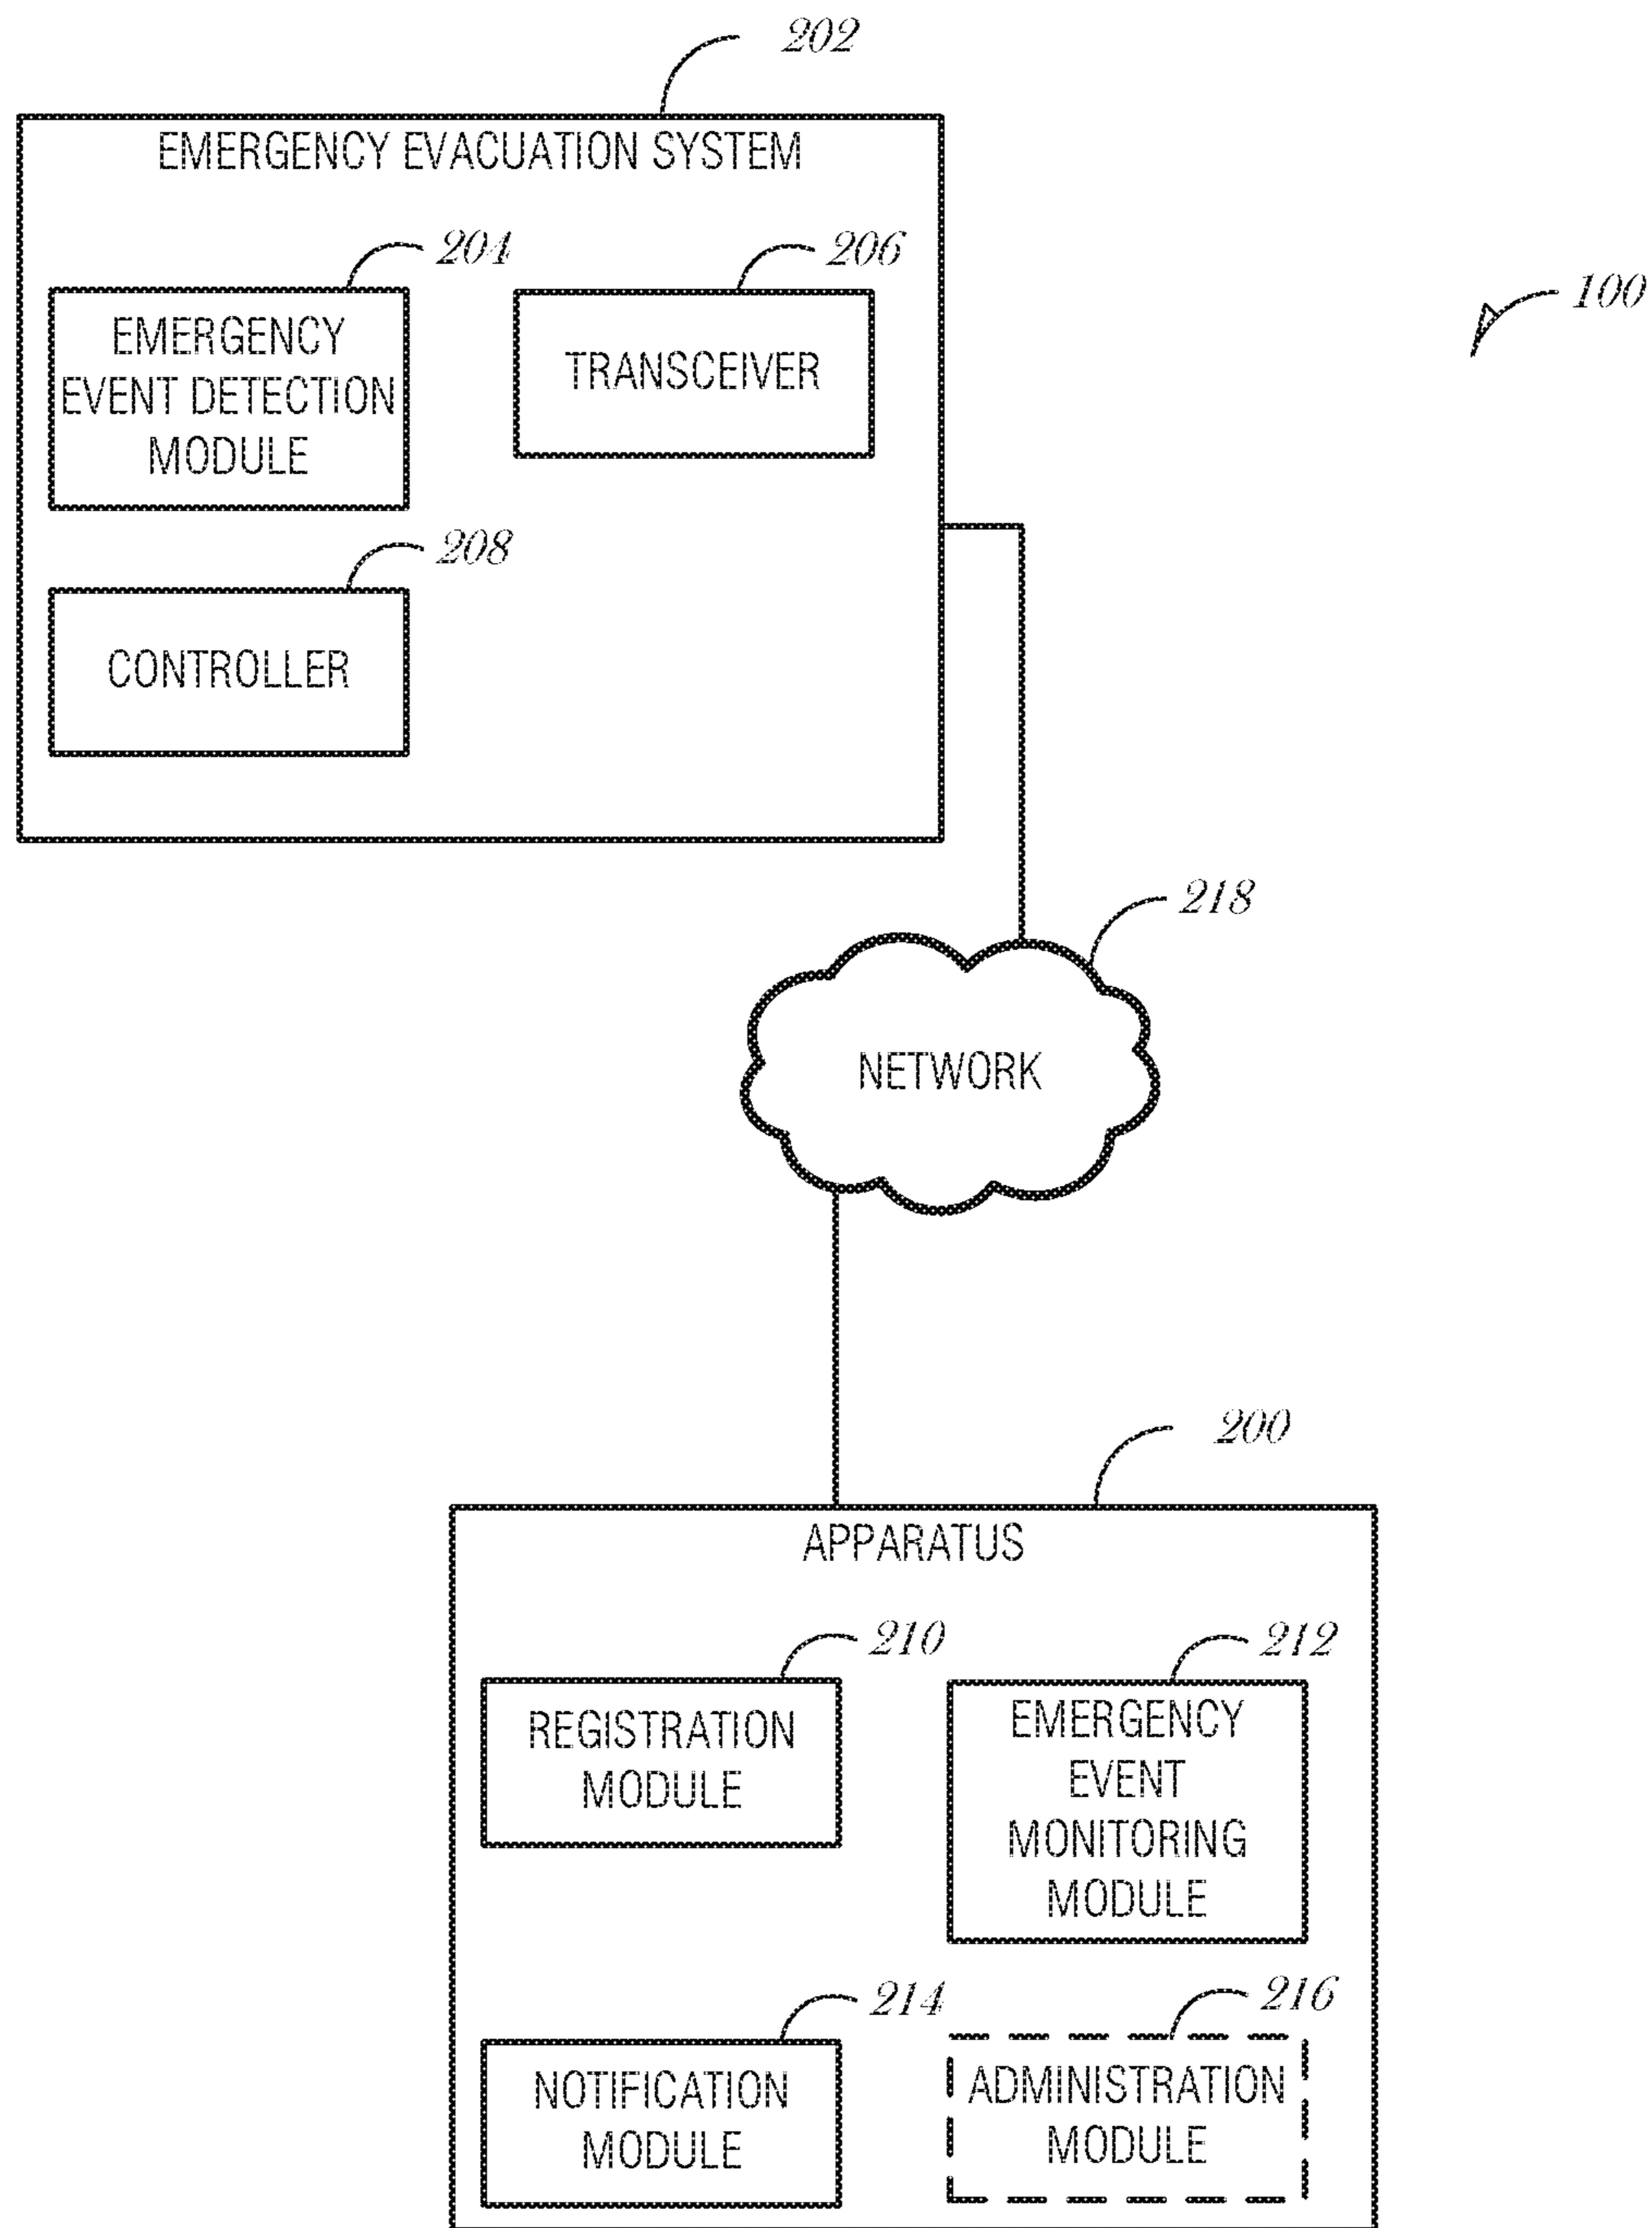 202
EMERGENCY EVACUATION SYSTEM
204
206
100
EMERGENCY
EVENT DETECTION
MODULE
TRANSCEIVER
208
CONTROLLER
218
NETWORK
200
APPARATUS
210
212
REGISTRATION
MODULE
EMERGENCY
EVENT
MONITORING
MODULE
214
216
NOTIFICATION
MODULE
ADMINISTRATION
MODULE